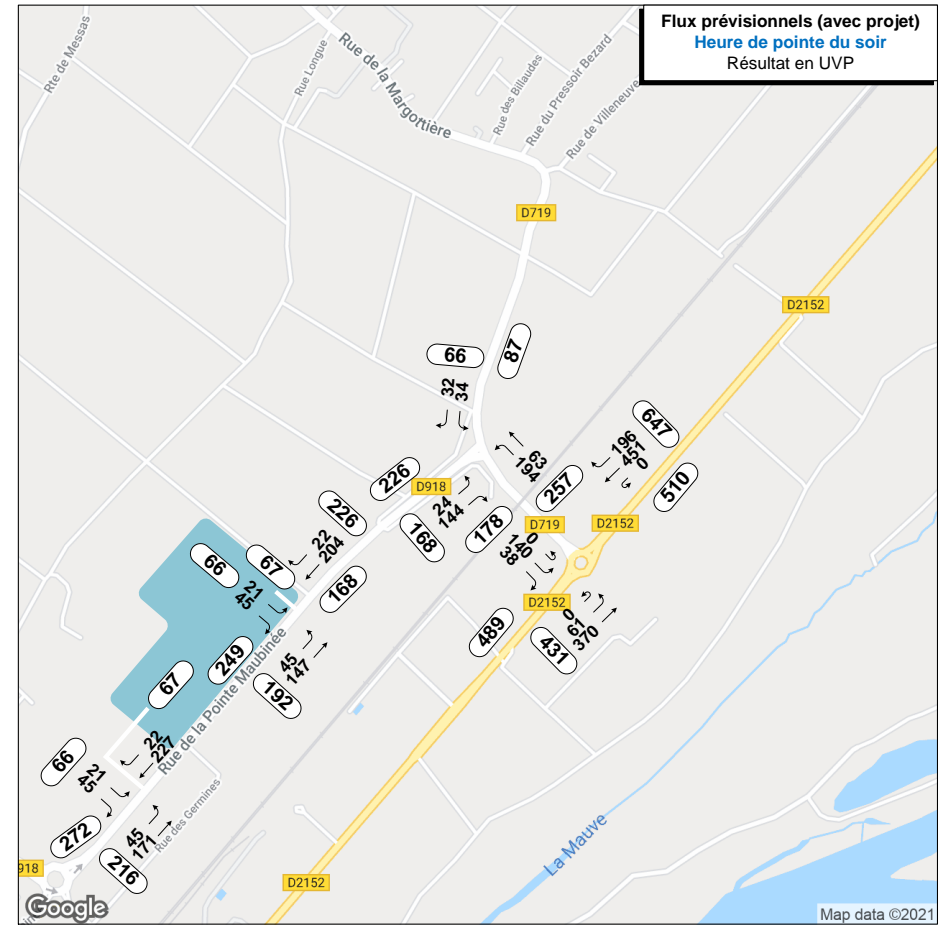 Flux prévisionnels (avec projet)
Heure de pointe du soir
Résultat en UVP
Rte de Messas
Rue Longue
Rue de la Margottière
Rue des Billaudes
Rue du Pressoir Bezard
Rue de Villeneuve
D719
D2152
66
87
32
34
647
196
451
0
510
63
194
257
226
D918
226
24
144
168
178
D719
D2152
0
140
38
22
204
66
67
21
45
168
D2152
0
61
370
489
431
249
45
147
192
67
Rue de la Pointe Maubinée
22
227
66
21
45
Rue des Germines
45
171
272
216
918
La Mauve
D2152
Google
Map data ©2021